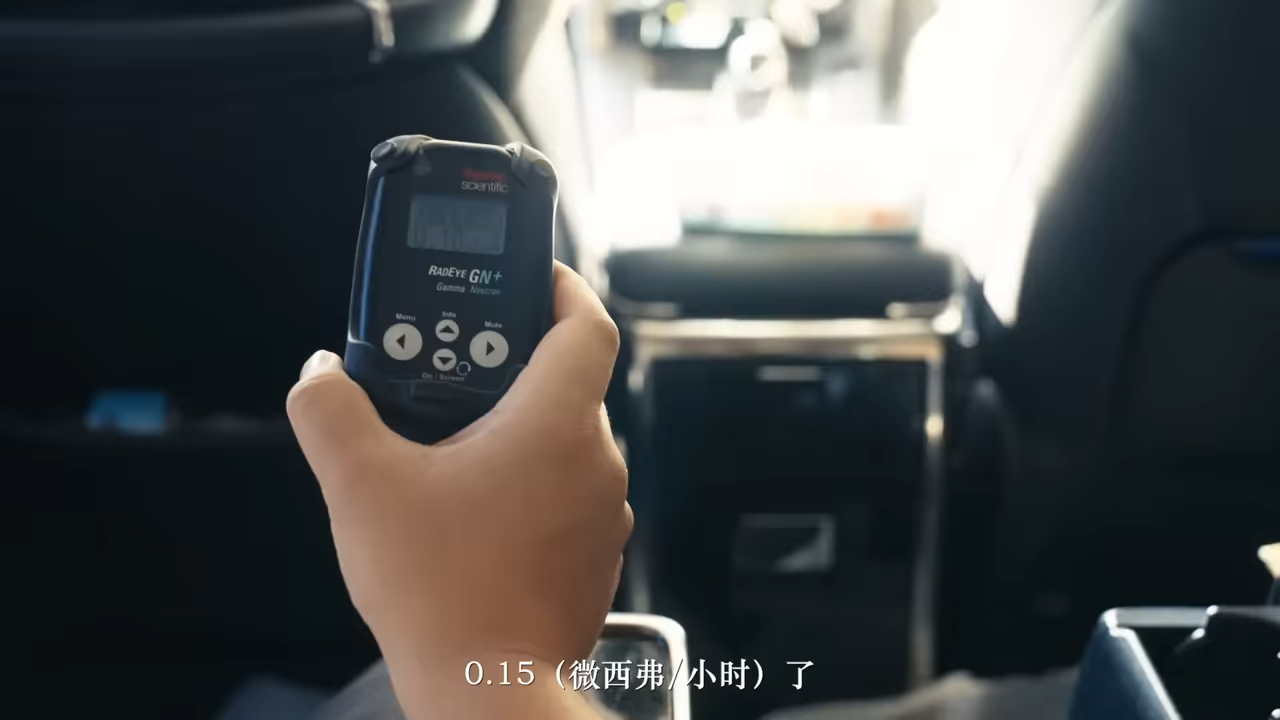 Thermo
scientific
RADEYE GN+
Gamma Neutron
Info
Menu
Mute
On / Screen
0.15（微西弗/小时）了